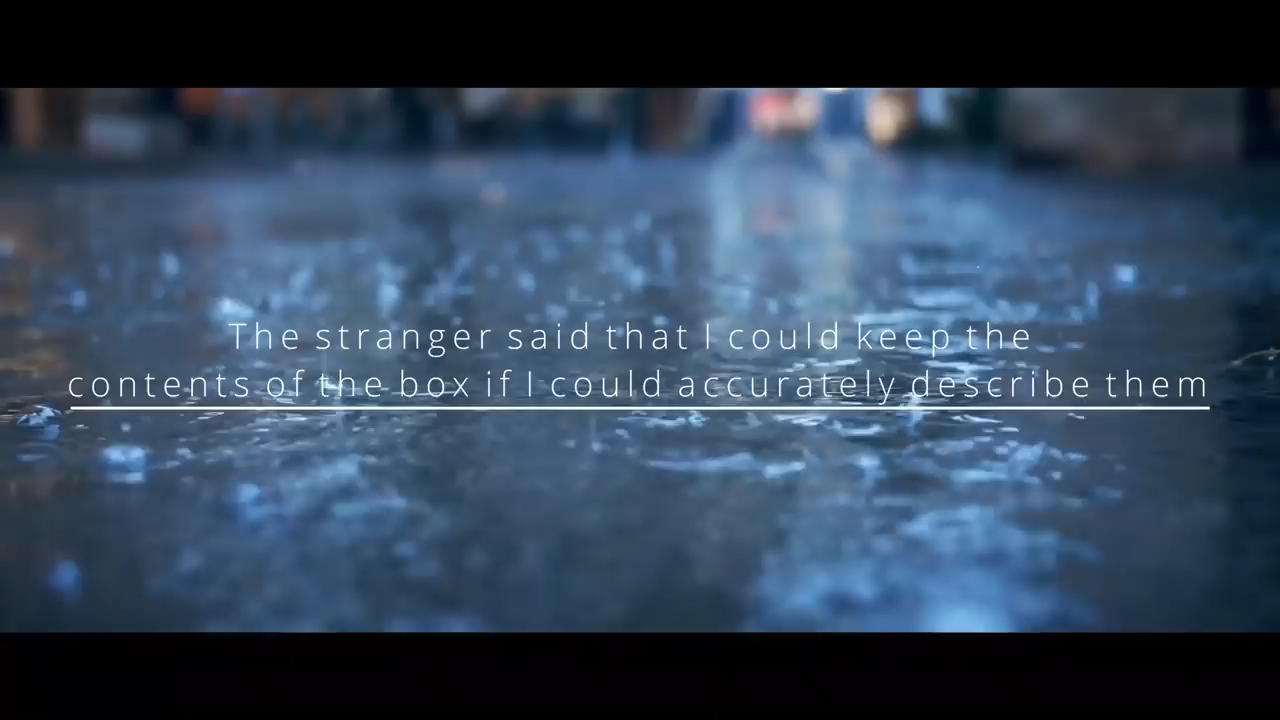 The stranger said that I could keep the
contents of the box if I could accurately describe them